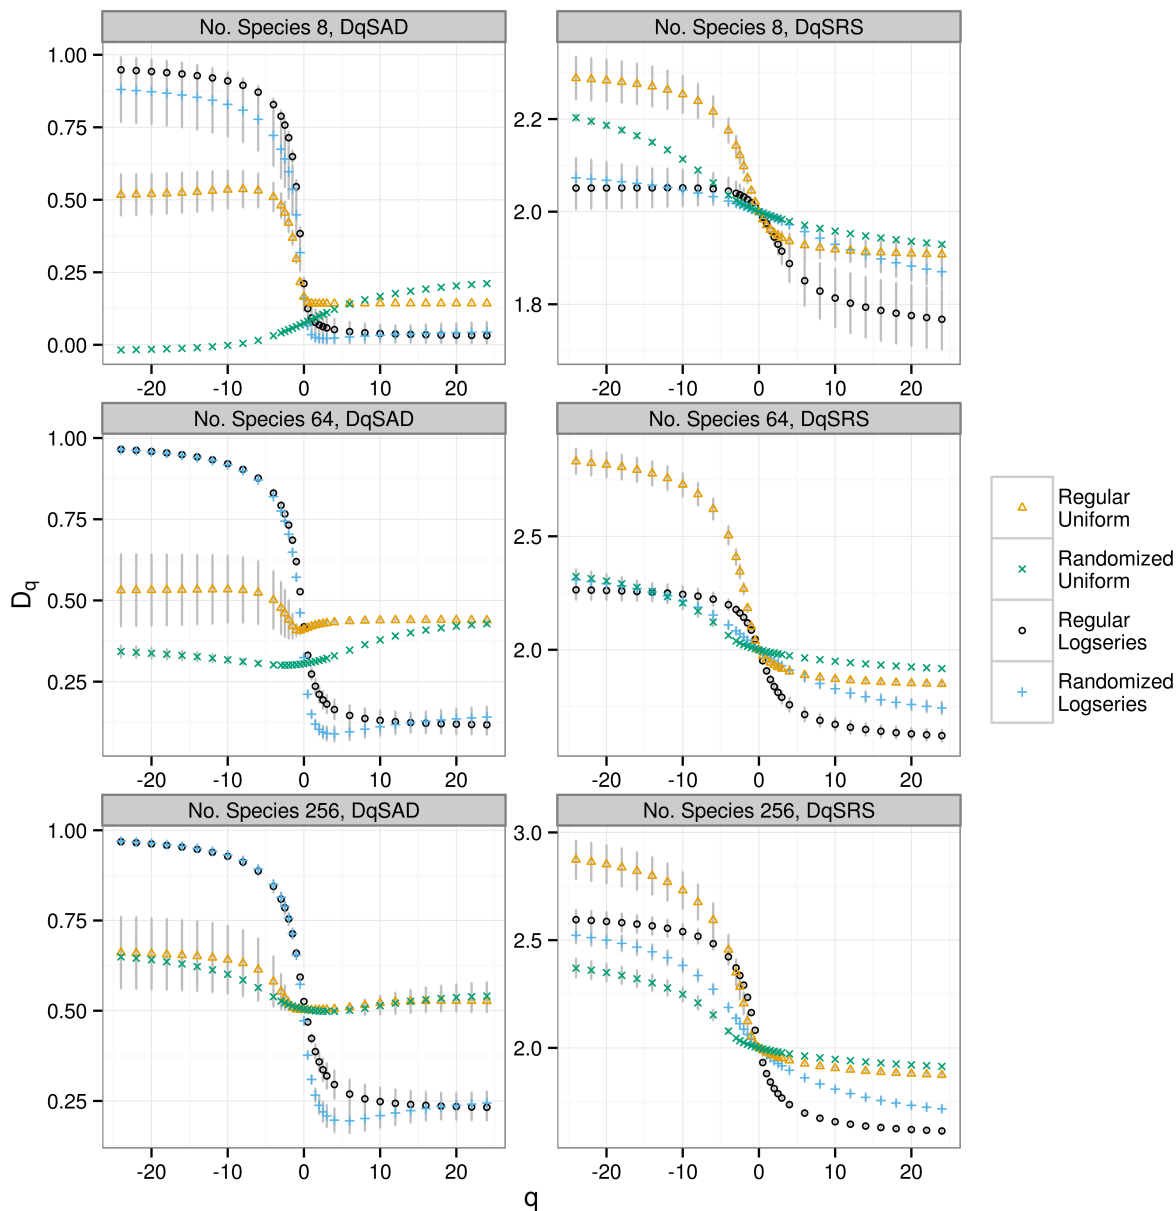 No. Species 8, DqSAD
No. Species 8, DqSRS
1.00
0.75
0.50
0.25
0.00
2.2
2.0
1.8
-20 -10 0 10 20
-20 -10 0 10 20
No. Species 64, DqSAD
No. Species 64, DqSRS
1.00
0.75
0.50
0.25
2.5
2.0
-20 -10 0 10 20
-20 -10 0 10 20
No. Species 256, DqSAD
No. Species 256, DqSRS
1.00
0.75
0.50
0.25
3.0
2.5
2.0
-20 -10 0 10 20
-20 -10 0 10 20
Dq
q
Regular
Uniform
Randomized
Uniform
Regular
Logseries
Randomized
Logseries